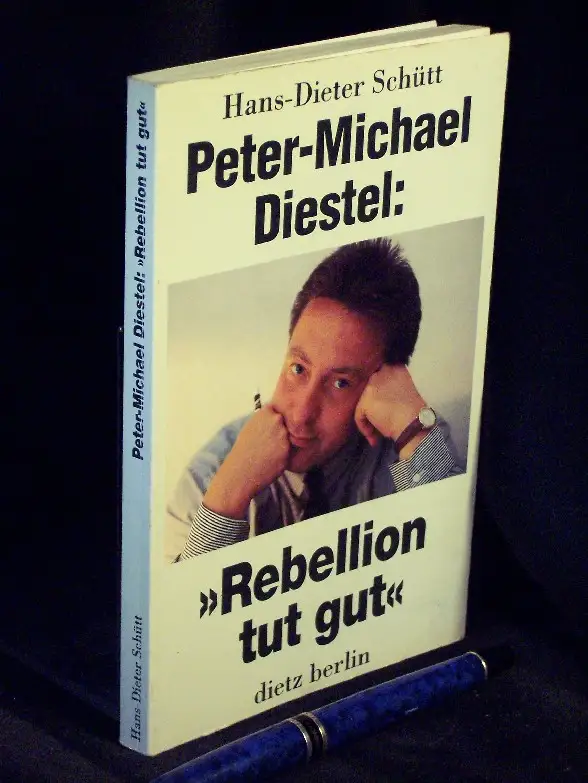 Hans-Dieter Schütt
Peter-Michael
Diestel:
»Rebellion
tut gut«
dietz berlin
Hans-Dieter Schütt
Peter-Michael Diestel: »Rebellion tut gut«